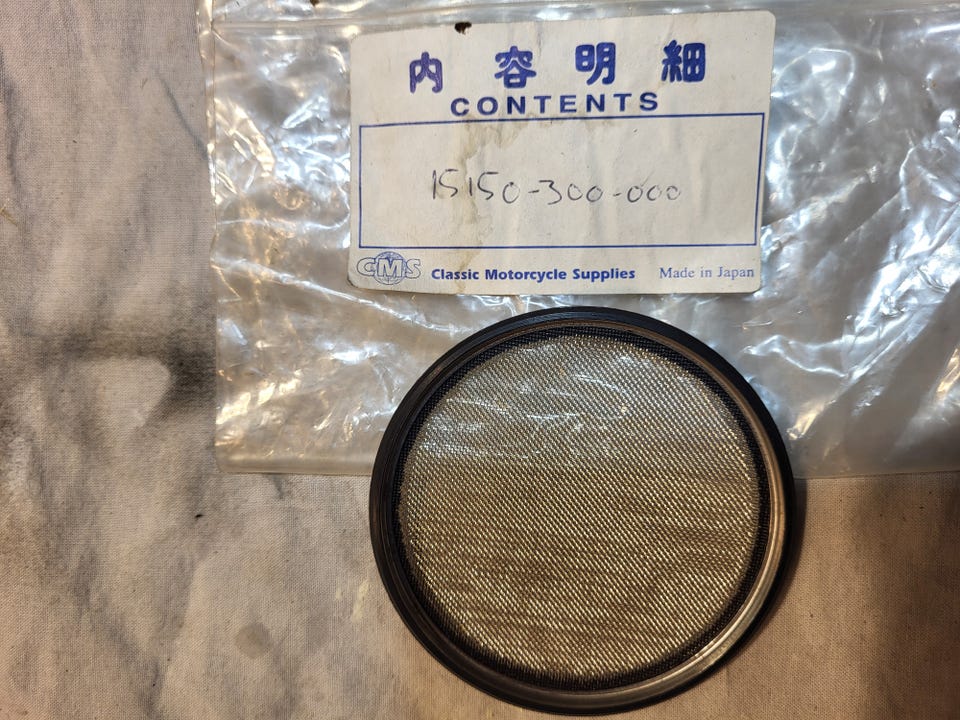 内容明細
CONTENTS
15150-300-000
CMS Classic Motorcycle Supplies Made in Japan